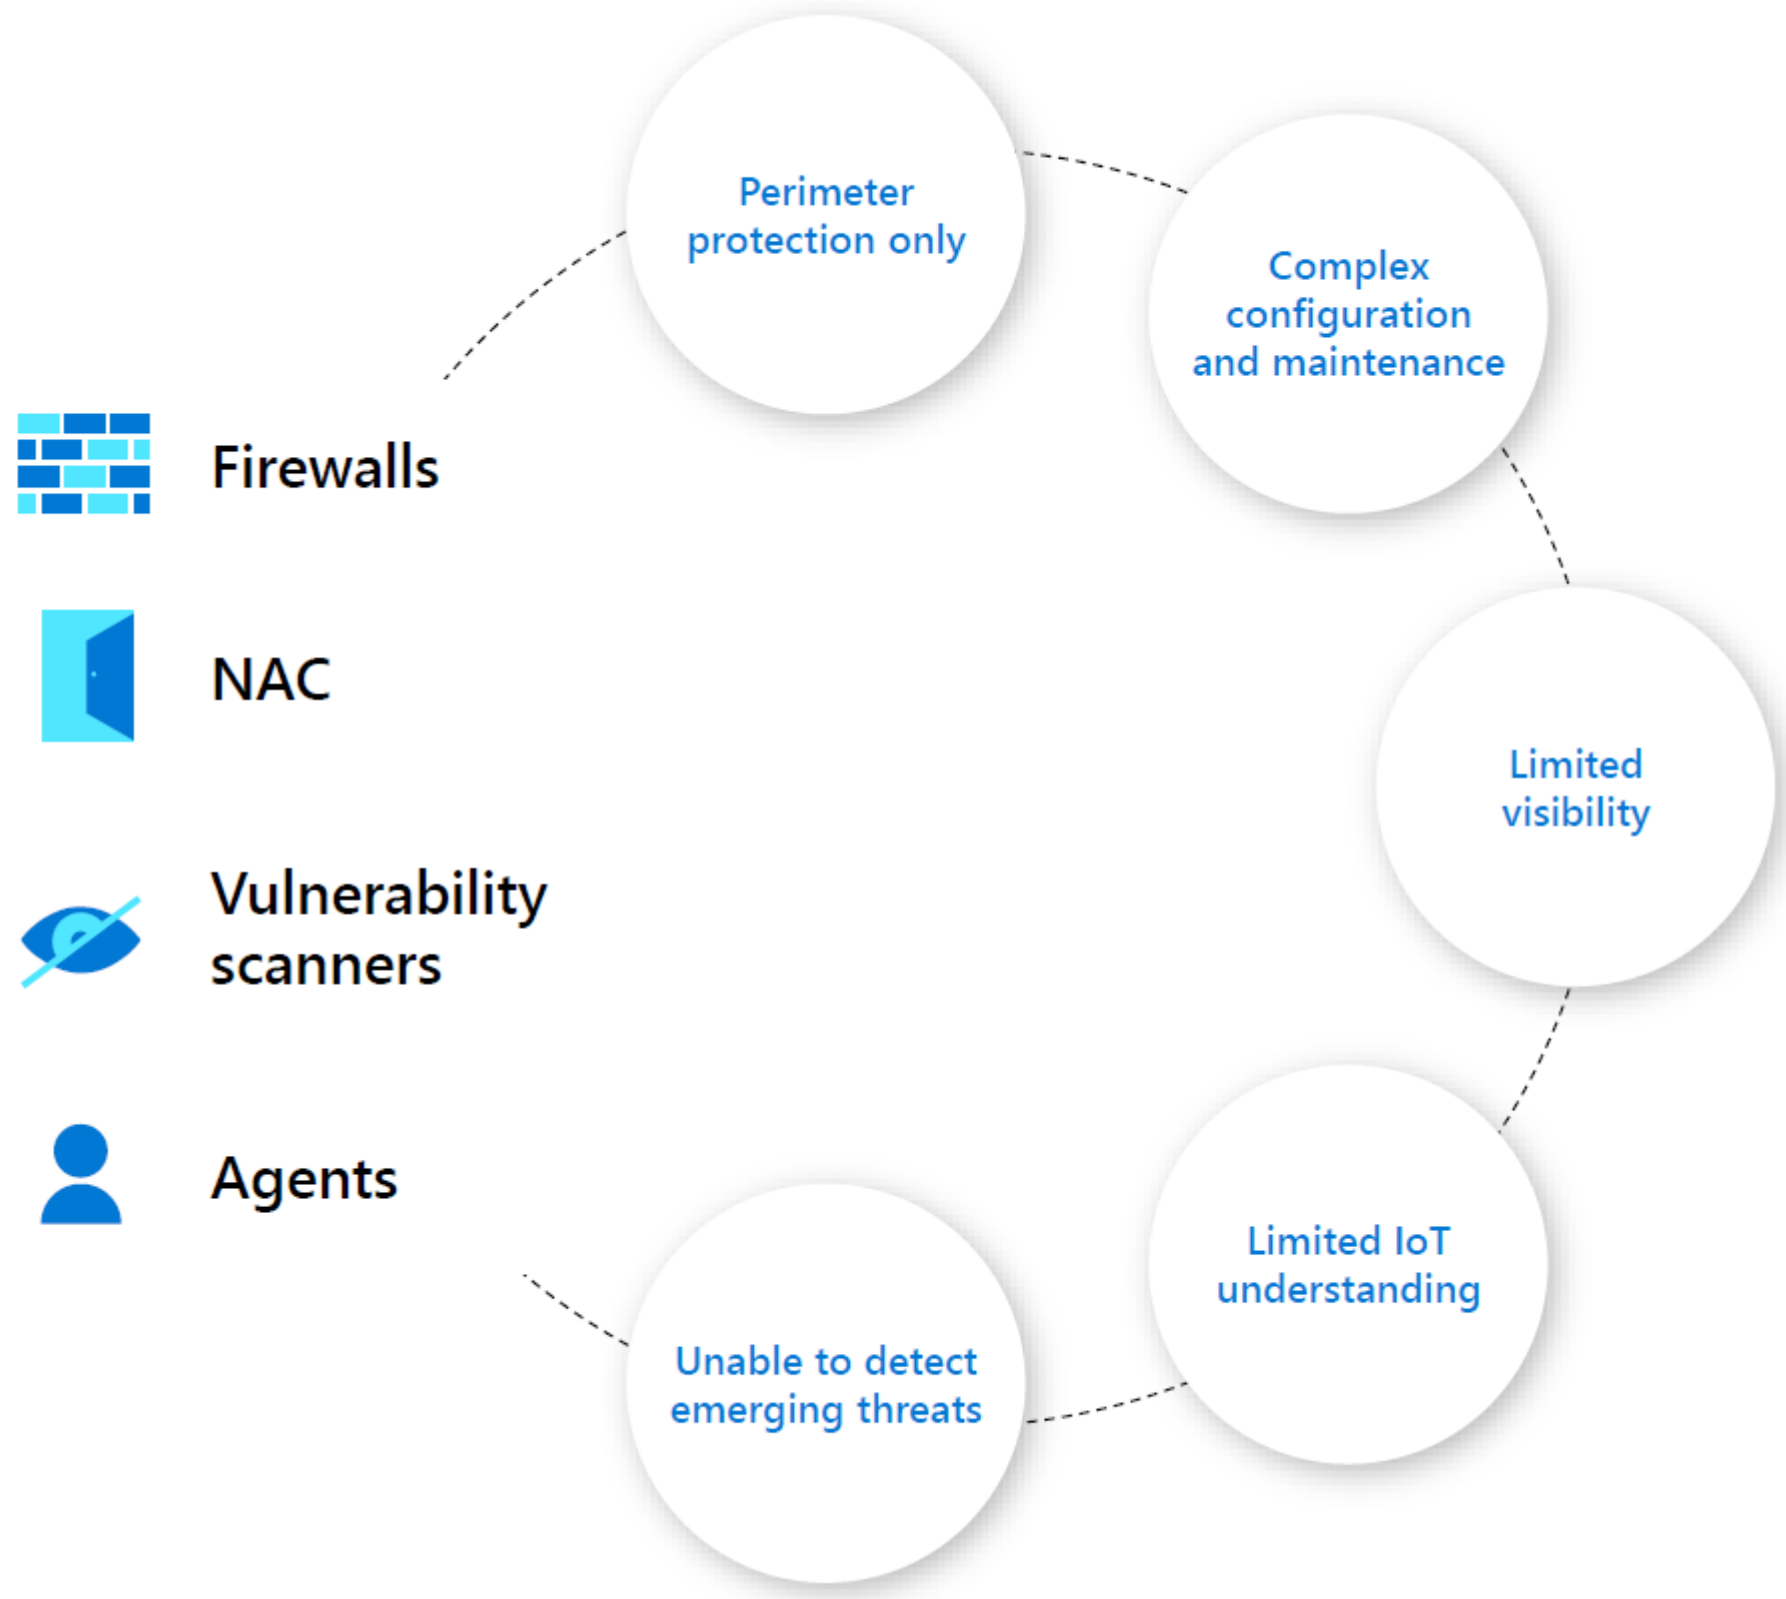 Firewalls
NAC
Vulnerability
scanners
Agents
Perimeter
protection only
Complex
configuration
and maintenance
Limited
visibility
Limited IoT
understanding
Unable to detect
emerging threats